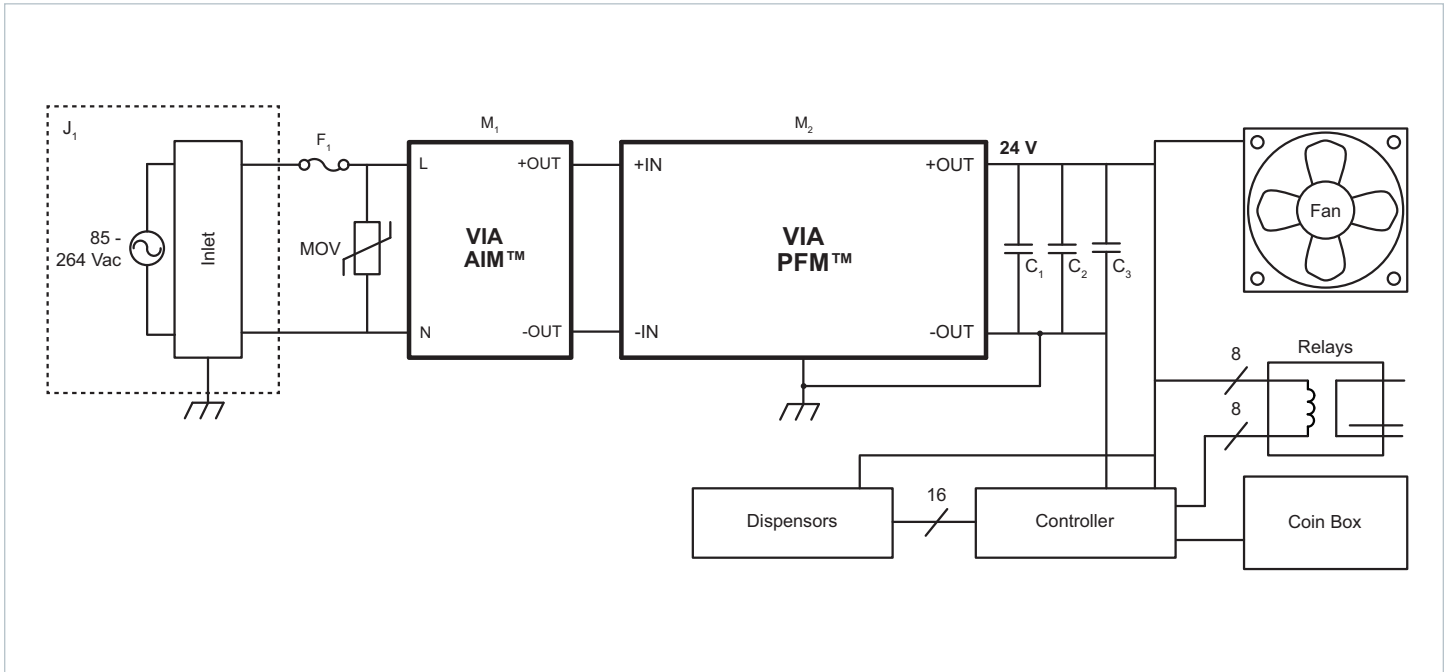 J1
F1
M1
M2
85 -
264 Vac
Inlet
MOV
L
N
+OUT
-OUT
VIA
AIM™
+IN
-IN
VIA
PFM™
+OUT
-OUT
24 V
C1
C2
C3
Fan
Relays
8
8
Dispensors
16
Controller
Coin Box